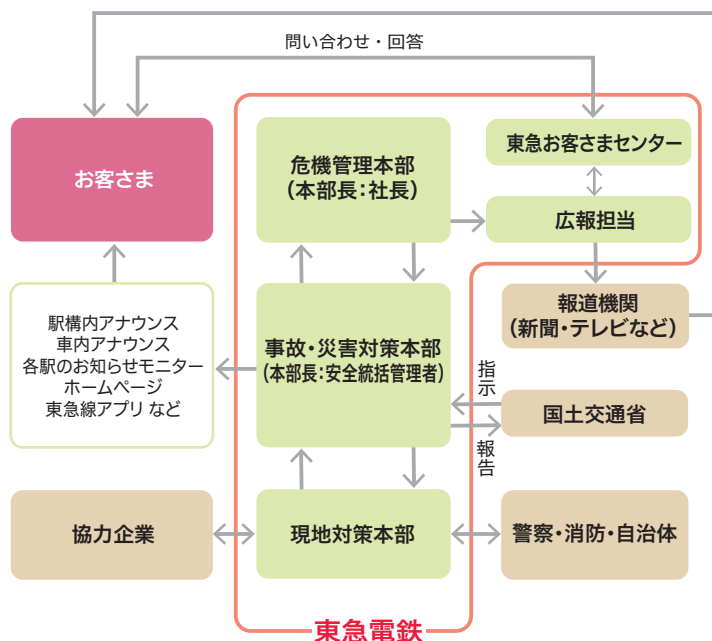 問い合わせ・回答
お客さま
危機管理本部
（本部長：社長）
東急お客さまセンター
広報担当
報道機関
（新聞・テレビなど）
駅構内アナウンス
車内アナウンス
各駅のお知らせモニター
ホームページ
東急線アプリ など
事故・災害対策本部
（本部長：安全統括管理者）
指示
国土交通省
報告
協力企業
現地対策本部
警察・消防・自治体
東急電鉄